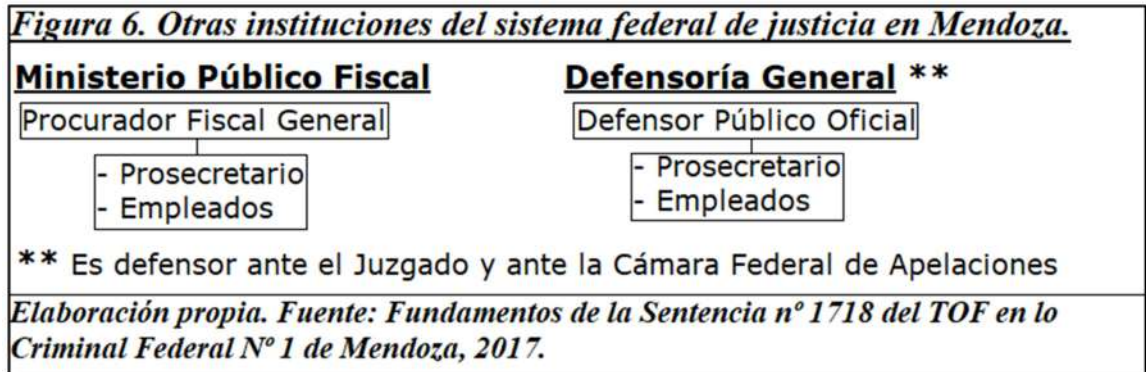 Figura 6. Otras instituciones del sistema federal de justicia en Mendoza.
Ministerio Público Fiscal
Procurador Fiscal General
- Prosecretario
- Empleados
Defensoría General **
Defensor Público Oficial
- Prosecretario
- Empleados
** Es defensor ante el Juzgado y ante la Cámara Federal de Apelaciones
Elaboración propia. Fuente: Fundamentos de la Sentencia nº 1718 del TOF en lo
Criminal Federal Nº 1 de Mendoza, 2017.